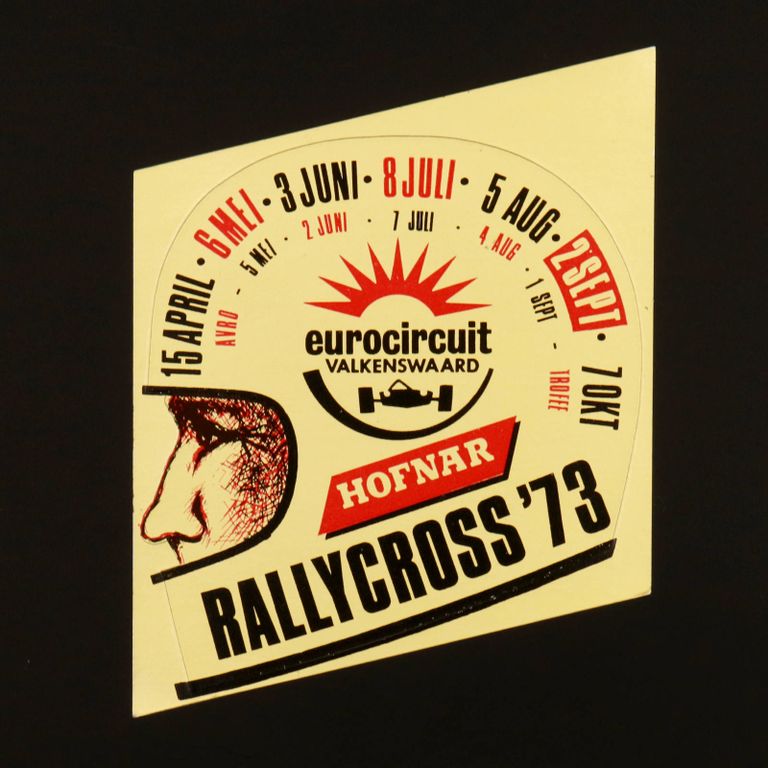 15 APRIL • 6 MEI • 3 JUNI • 8 JULI • 5 AUG • 2 SEPT • 7 OKT
AVRO - 5 MEI • 2 JUNI • 7 JULI • 4 AUG • 1 SEPT - TROFEE
eurocircuit
VALKENSWAARD
HOFNAR
RALLYCROSS '73